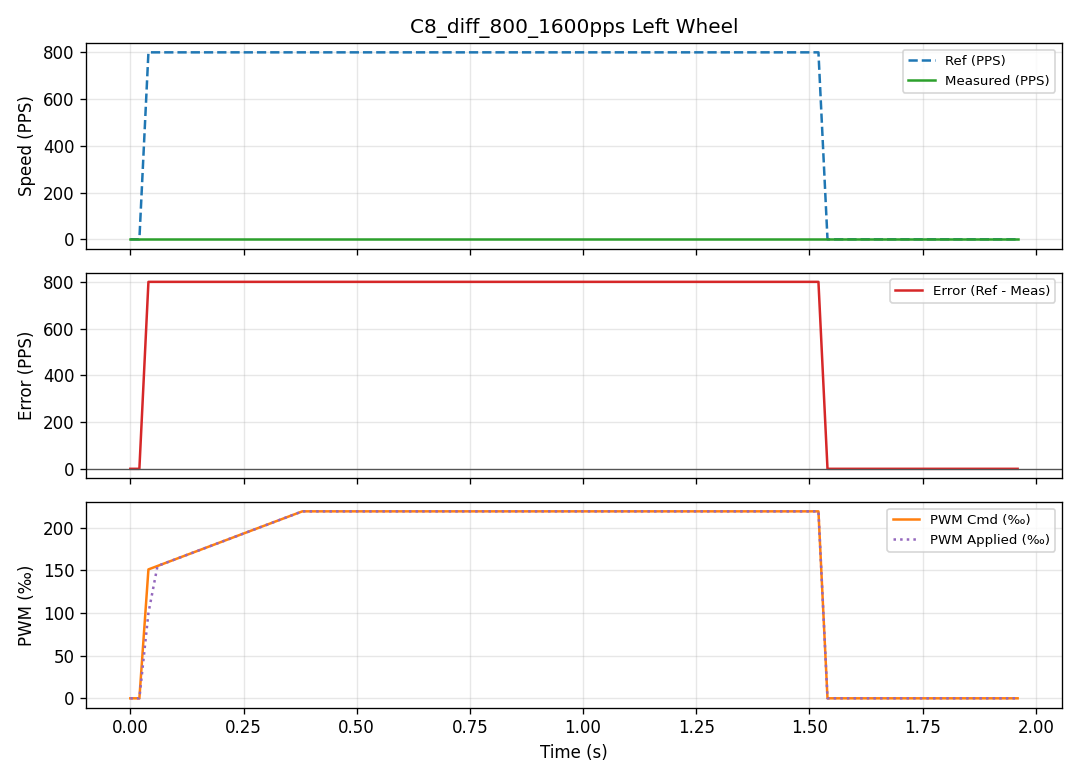 C8_diff_800_1600pps Left Wheel
800
600
400
200
0
Speed (PPS)
Ref (PPS)
Measured (PPS)
800
600
400
200
0
Error (PPS)
Error (Ref - Meas)
200
150
100
50
0
PWM (‰)
PWM Cmd (‰)
PWM Applied (‰)
0.00 0.25 0.50 0.75 1.00 1.25 1.50 1.75 2.00
Time (s)